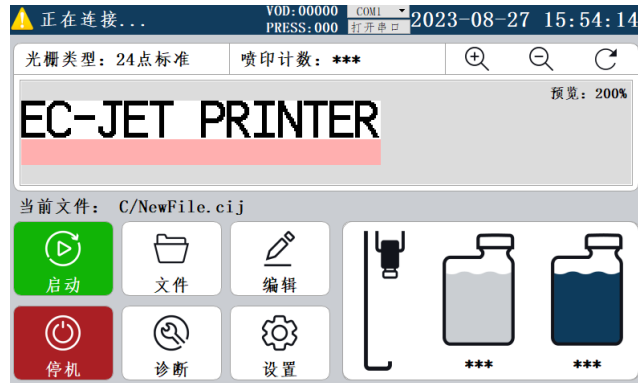 正在连接... VOD:00000 COM1 2023-08-27 15:54:14
PRESS:000 打开串口
光栅类型: 24点标准 喷印计数: ***
预览: 200%
EC-JET PRINTER
当前文件: C/NewFile.cij
启动 文件 编辑
停机 诊断 设置 *** ***